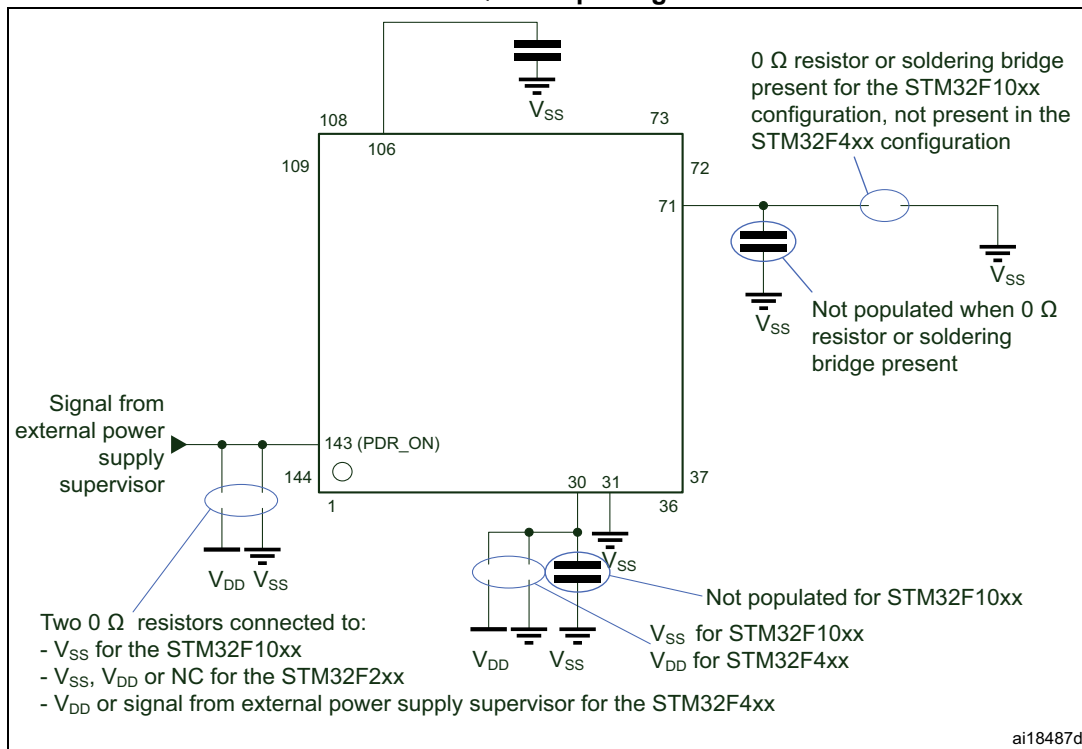 V_SS
0 Ω resistor or soldering bridge
present for the STM32F10xx
configuration, not present in the
STM32F4xx configuration
108
73
106
109
72
71
V_SS
V_SS
Not populated when 0 Ω
resistor or soldering
bridge present
Signal from
external power
supply
supervisor
143 (PDR_ON)
144
1
30
31
37
36
V_SS
V_DD
V_SS
Not populated for STM32F10xx
V_DD
V_SS
V_SS for STM32F10xx
V_DD for STM32F4xx
Two 0 Ω resistors connected to:
- V_SS for the STM32F10xx
- V_SS, V_DD or NC for the STM32F2xx
- V_DD or signal from external power supply supervisor for the STM32F4xx
ai18487d